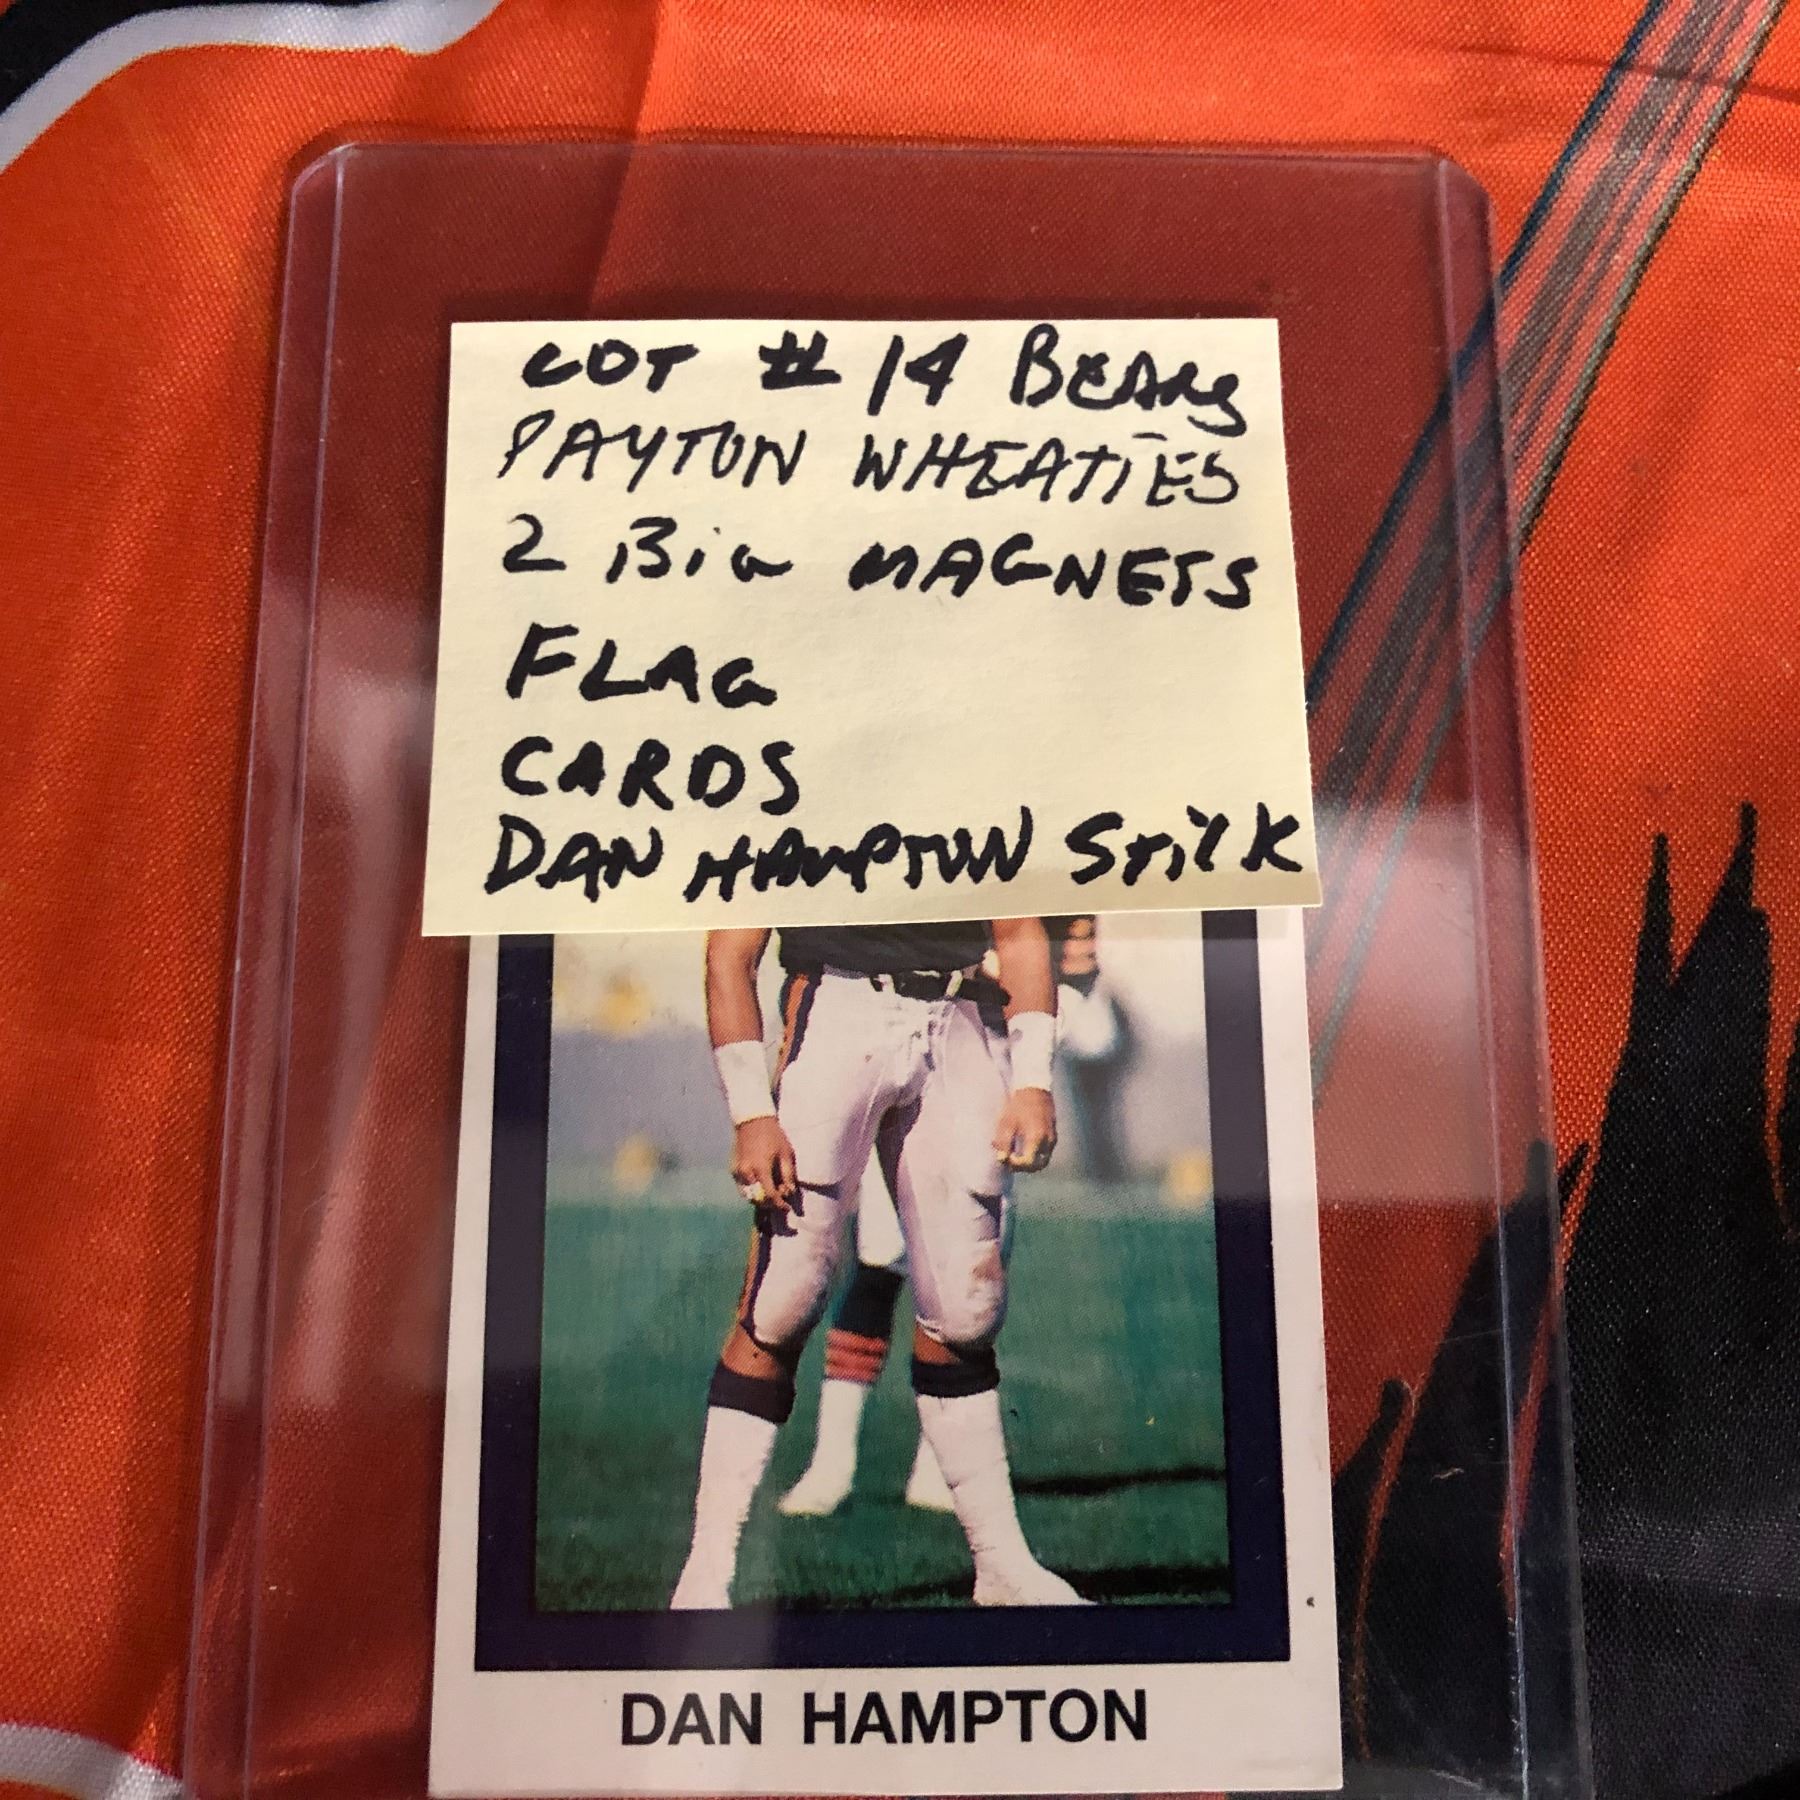 LOT # 14 BEARS
PAYTON WHEATIES
2 BiG MAGNETS
FLAG
CARDS
DAN HAMPTON STICK
DAN HAMPTON